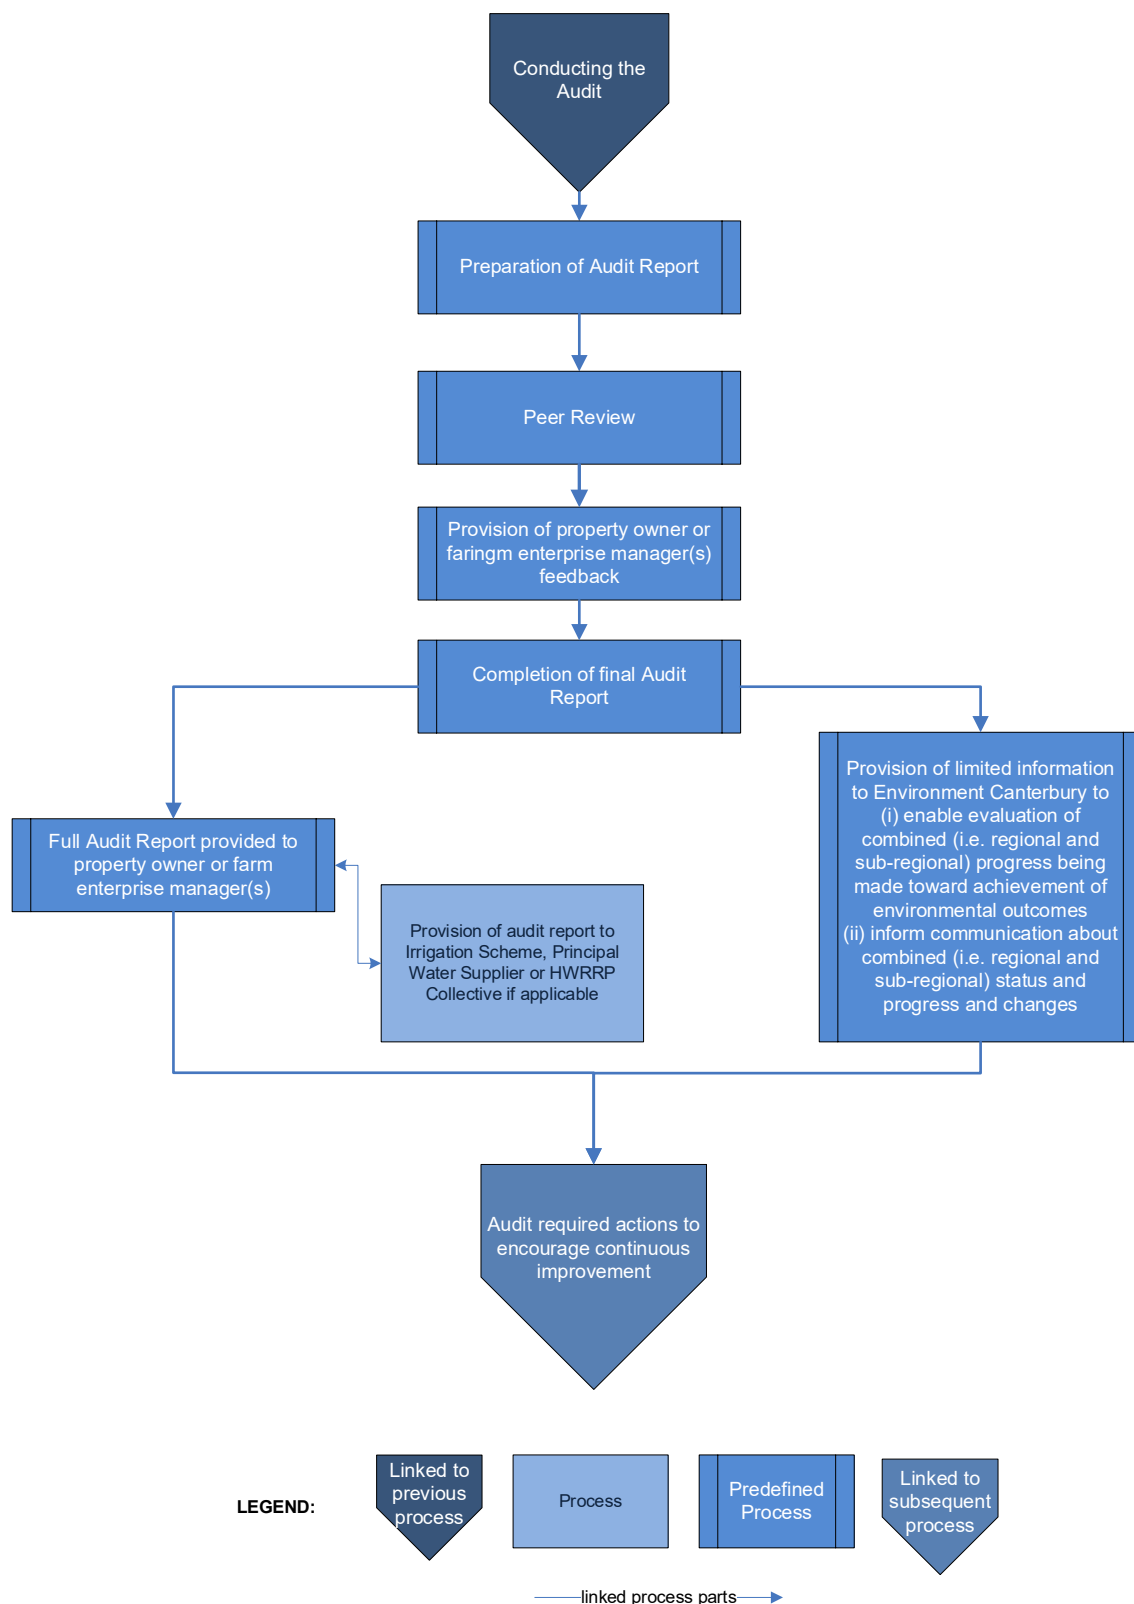 Conducting the
Audit
Preparation of Audit Report
Peer Review
Provision of property owner or
faringm enterprise manager(s)
feedback
Completion of final Audit
Report
Full Audit Report provided to
property owner or farm
enterprise manager(s)
Provision of audit report to
Irrigation Scheme, Principal
Water Supplier or HWRRP
Collective if applicable
Provision of limited information
to Environment Canterbury to
(i) enable evaluation of
combined (i.e. regional and
sub-regional) progress being
made toward achievement of
environmental outcomes
(ii) inform communication about
combined (i.e. regional and
sub-regional) status and
progress and changes
Audit required actions to
encourage continuous
improvement
LEGEND:
Linked to
previous
process
Process
Predefined
Process
Linked to
subsequent
process
linked process parts